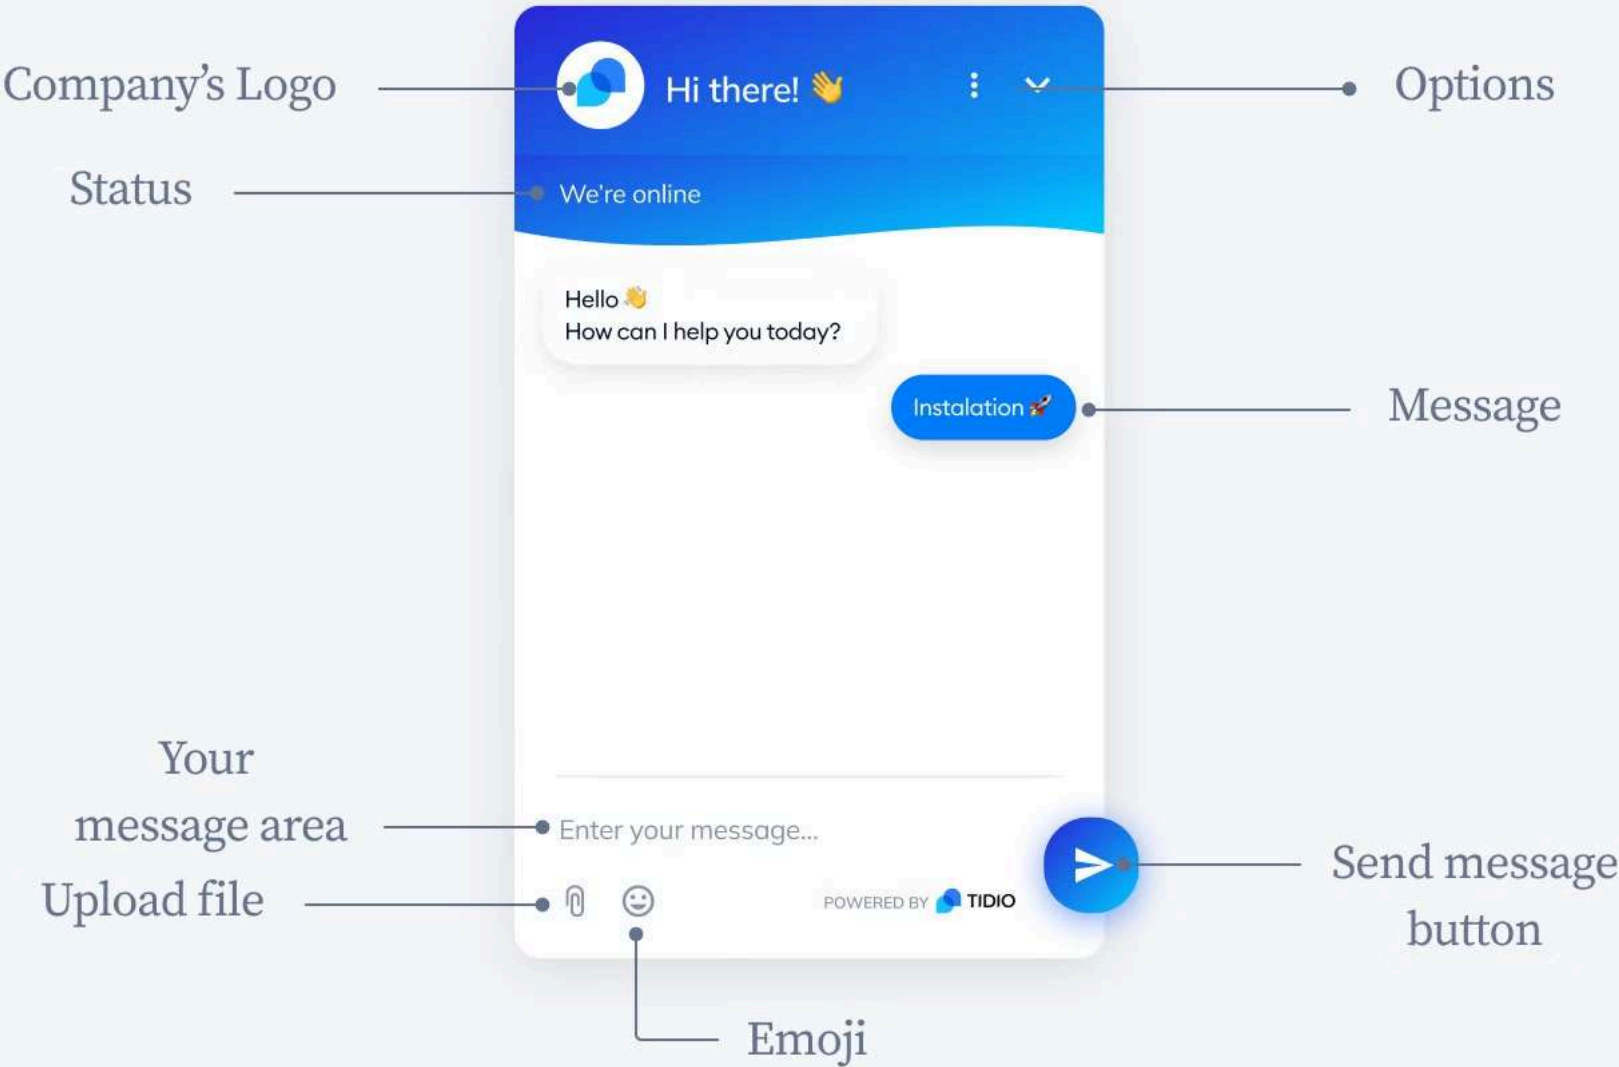 Company's Logo
Hi there! 👋
Options
Status
We're online
Hello 👋
How can I help you today?
Instalation 🚀
Message
Your
message area
Enter your message...
Upload file
POWERED BY TIDIO
Send message
button
Emoji